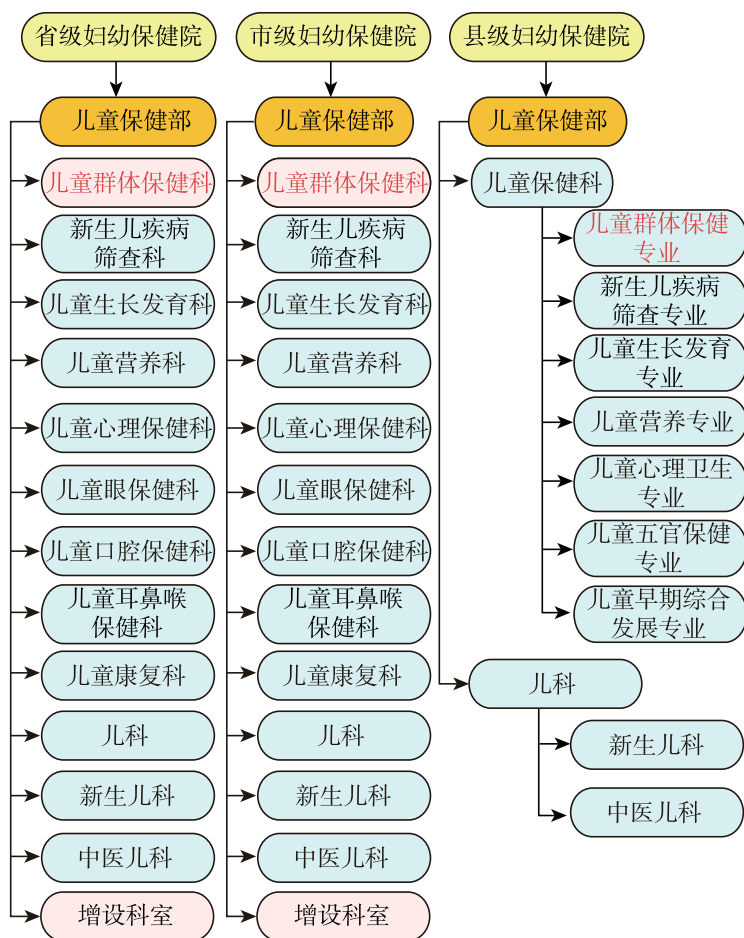 省级妇幼保健院
儿童保健部
儿童群体保健科
新生儿疾病
筛查科
儿童生长发育科
儿童营养科
儿童心理保健科
儿童眼保健科
儿童口腔保健科
儿童耳鼻喉
保健科
儿童康复科
儿科
新生儿科
中医儿科
增设科室
市级妇幼保健院
儿童保健部
儿童群体保健科
新生儿疾病
筛查科
儿童生长发育科
儿童营养科
儿童心理保健科
儿童眼保健科
儿童口腔保健科
儿童耳鼻喉
保健科
儿童康复科
儿科
新生儿科
中医儿科
增设科室
县级妇幼保健院
儿童保健部
儿童保健科
儿童群体保健
专业
新生儿疾病
筛查专业
儿童生长发育
专业
儿童营养专业
儿童心理卫生
专业
儿童五官保健
专业
儿童早期综合
发展专业
儿科
新生儿科
中医儿科